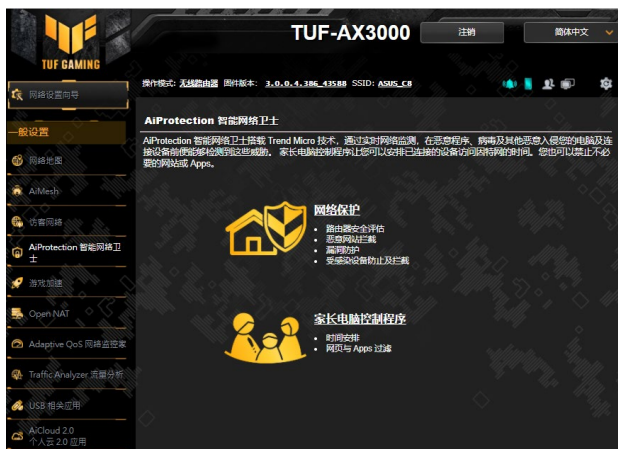 TUF-AX3000
注销
简体中文
TUF GAMING
操作模式: 无线路由器 固件版本: 3.0.0.4.386_43588 SSID: ASUS_C8
网络设置向导
一般设置
网络地图
AiMesh
访客网络
AiProtection 智能网络卫
士
游戏加速
Open NAT
Adaptive QoS 网络监控家
Traffic Analyzer 流量分析
USB 相关应用
AiCloud 2.0
个人云 2.0 应用
AiProtection 智能网络卫士
AiProtection 智能网络卫士搭载 Trend Micro 技术，通过实时网络监测，在恶意程序、病毒及其他恶意入侵您的电脑及连
接设备前便能够检测到这些威胁。 家长电脑控制程序让您可以安排已连接的设备访问因特网的时间。您也可以禁止不必
要的网站或 Apps。
网络保护
路由器安全评估
恶意网站拦截
漏洞防护
受感染设备防止及拦截
家长电脑控制程序
时间安排
网页与 Apps 过滤